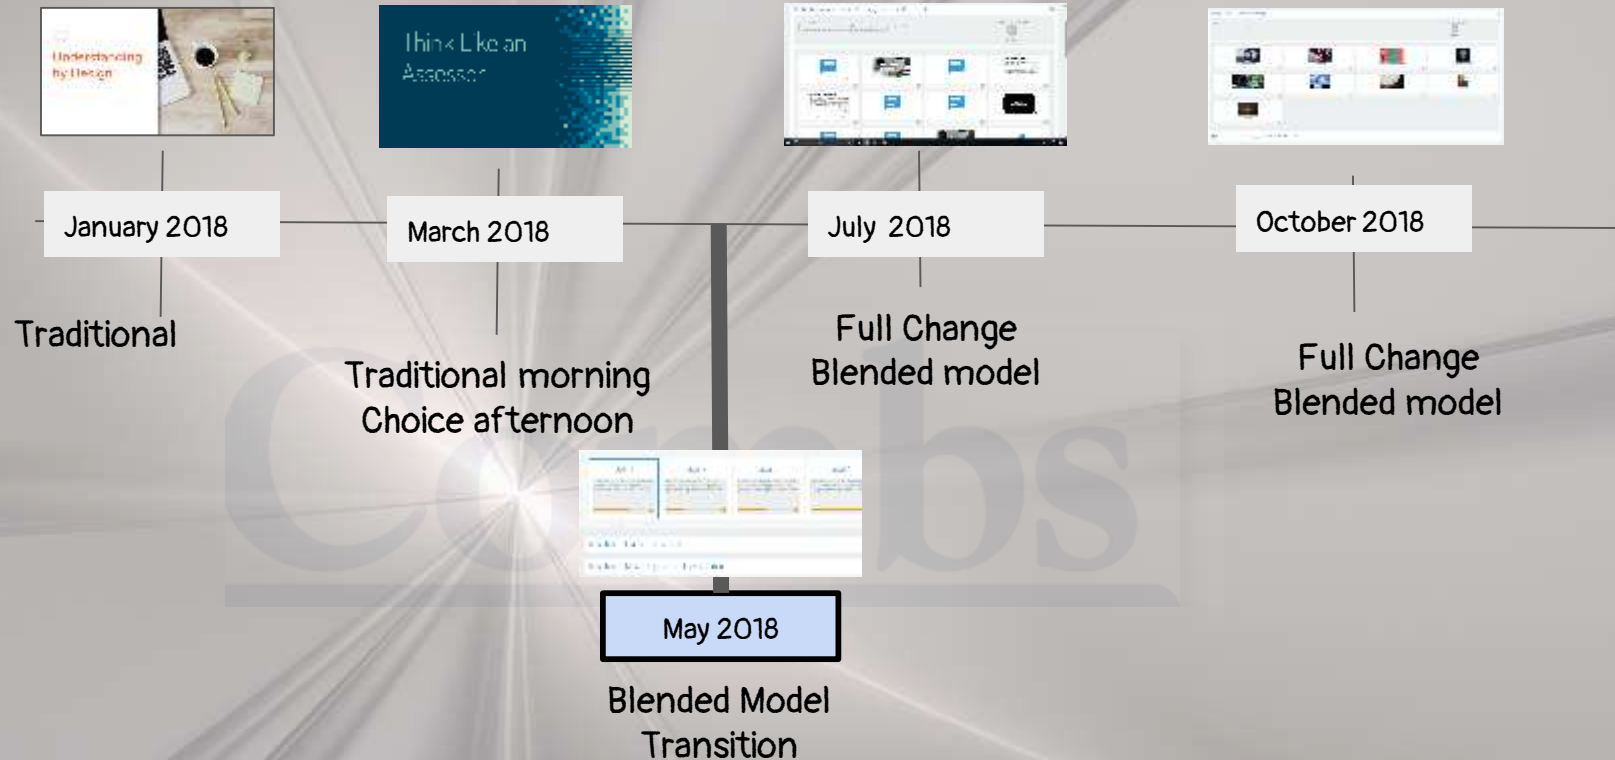 Understanding
by Design
Think Like an
Assessor
January 2018
March 2018
July 2018
October 2018
Traditional
Traditional morning
Choice afternoon
Full Change
Blended model
Full Change
Blended model
Combs
May 2018
Blended Model
Transition